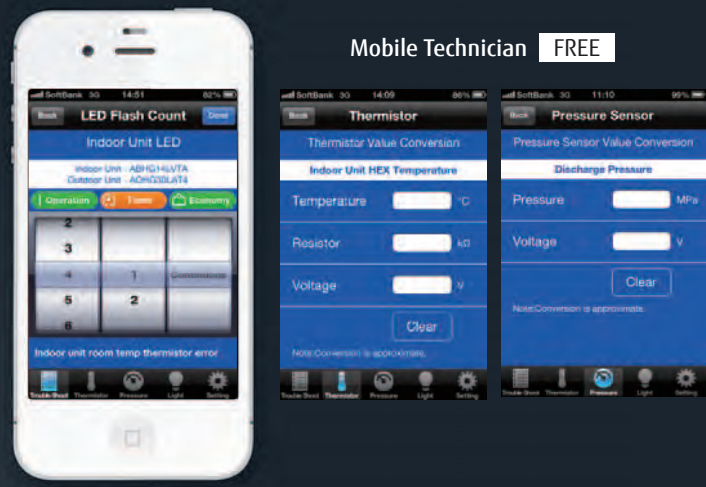 Mobile Technician FREE
SoftBank 3G 14:51 82%
Back LED Flash Count Done
Indoor Unit LED
Indoor Unit : ABHG14LVTA
Outdoor Unit : AOHG30LAT4
Operation Timer Economy
2
3
4 1 Continuous
5 2
6
Indoor unit room temp thermistor error
Trouble Shoot Thermistor Pressure Light Setting
SoftBank 3G 14:09 86%
Back Thermistor
Thermistor Value Conversion
Indoor Unit HEX Temperature
Temperature °C
Resistor kΩ
Voltage V
Clear
Note:Conversion is approximate.
Trouble Shoot Thermistor Pressure Light Setting
SoftBank 3G 11:10 99%
Back Pressure Sensor
Pressure Sensor Value Conversion
Discharge Pressure
Pressure MPa
Voltage V
Clear
Note:Conversion is approximate.
Trouble Shoot Thermistor Pressure Light Setting